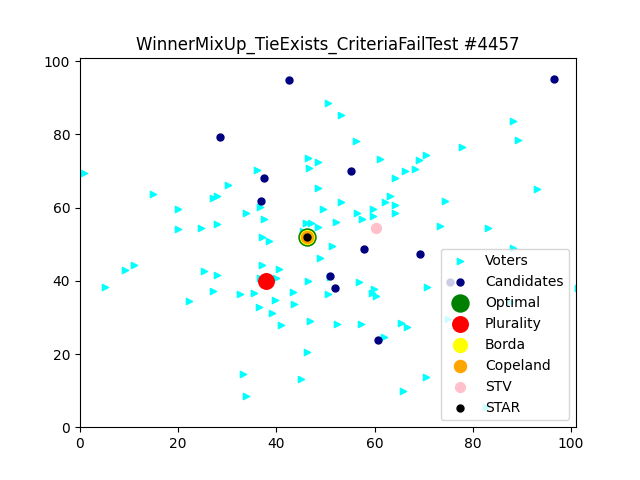 WinnerMixUp_TieExists_CriteriaFailTest #4457
100
80
60
40
20
0
0
20
40
60
80
100
Voters
Candidates
Optimal
Plurality
Borda
Copeland
STV
STAR